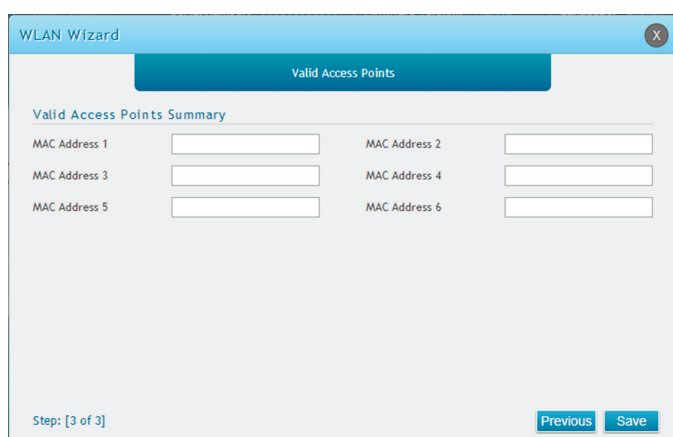 WLAN Wizard
X
Valid Access Points
Valid Access Points Summary
MAC Address 1 MAC Address 2
MAC Address 3 MAC Address 4
MAC Address 5 MAC Address 6
Step: [3 of 3] Previous Save